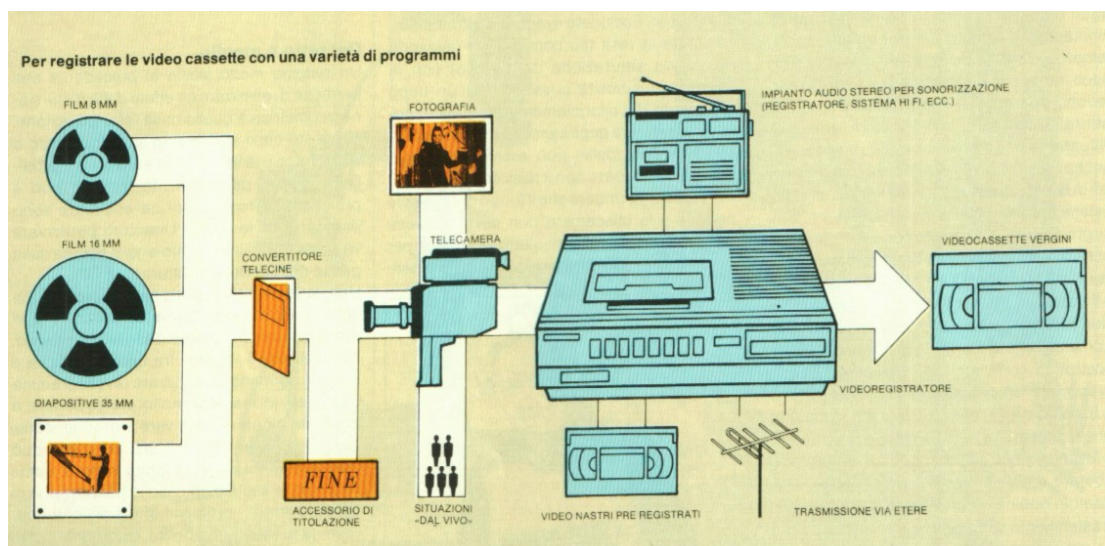 Per registrare le video cassette con una varietà di programmi
FILM 8 MM
FOTOGRAFIA
IMPIANTO AUDIO STEREO PER SONORIZZAZIONE
(REGISTRATORE, SISTEMA HI FI, ECC.)
FILM 16 MM
CONVERTITORE
TELECINE
TELECAMERA
VIDEOCASSETTE VERGINI
DIAPOSITIVE 35 MM
VIDEOREGISTRATORE
FINE
ACCESSORIO DI
TITOLAZIONE
SITUAZIONI
«DAL VIVO»
VIDEO NASTRI PRE REGISTRATI
TRASMISSIONE VIA ETERE